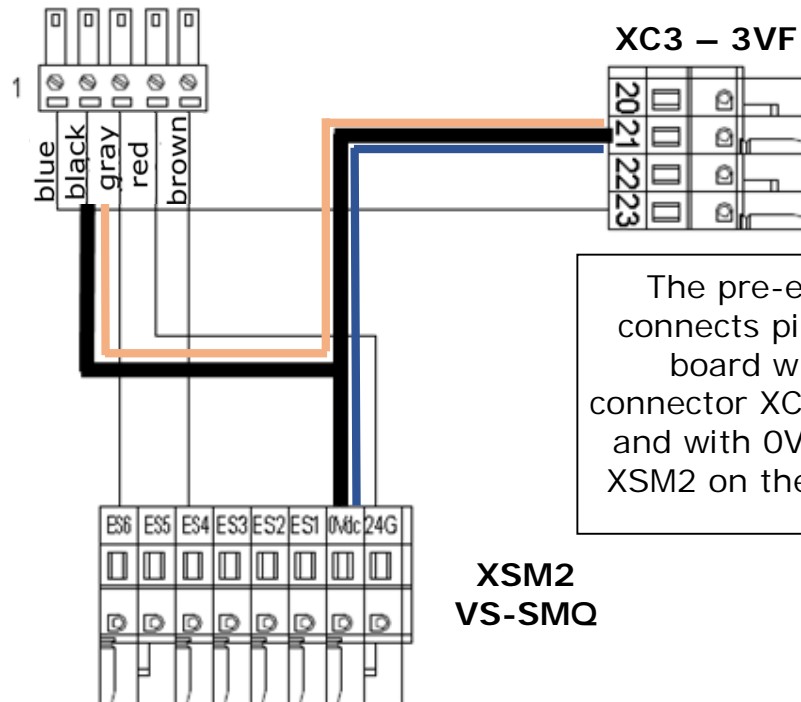 XC3 – 3VF
1
blue
black
gray
red
brown
20
21
22
23
The pre-e
connects pi
board w
connector XC
and with 0V
XSM2 on the
ES6 ES5 ES4 ES3 ES2 ES1 0Vdc 24G
XSM2
VS-SMQ